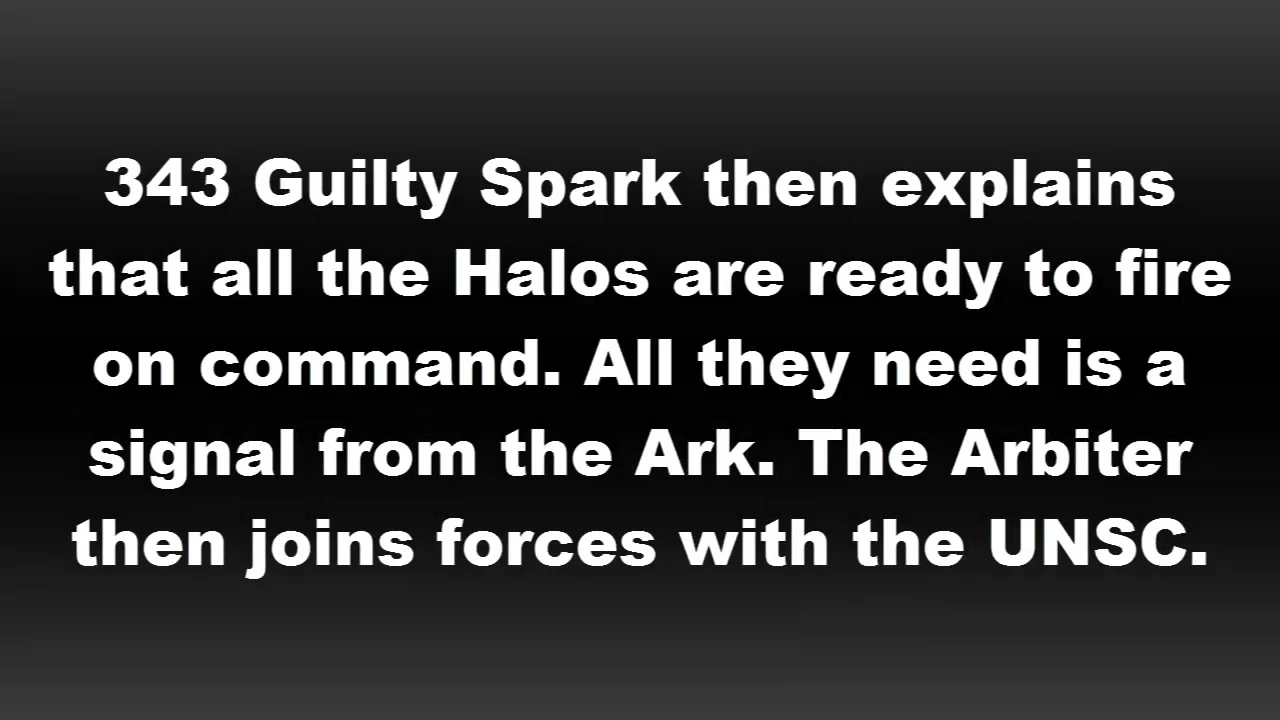 343 Guilty Spark then explains
that all the Halos are ready to fire
on command. All they need is a
signal from the Ark. The Arbiter
then joins forces with the UNSC.